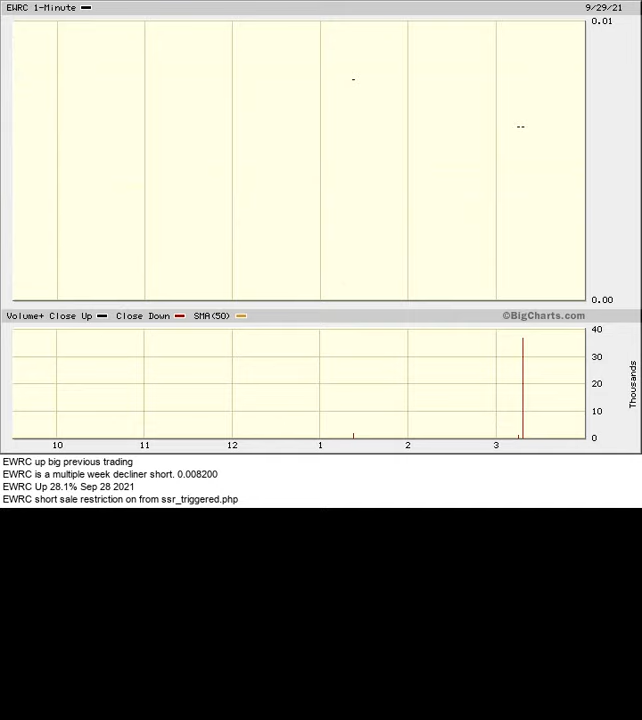 EWRC 1-Minute 9/29/21
0.01
0.00
Volume+ Close Up Close Down SMA(50) ©BigCharts.com
40
30
20
10
0
Thousands
10 11 12 1 2 3
EWRC up big previous trading
EWRC is a multiple week decliner short. 0.008200
EWRC Up 28.1% Sep 28 2021
EWRC short sale restriction on from ssr_triggered.php